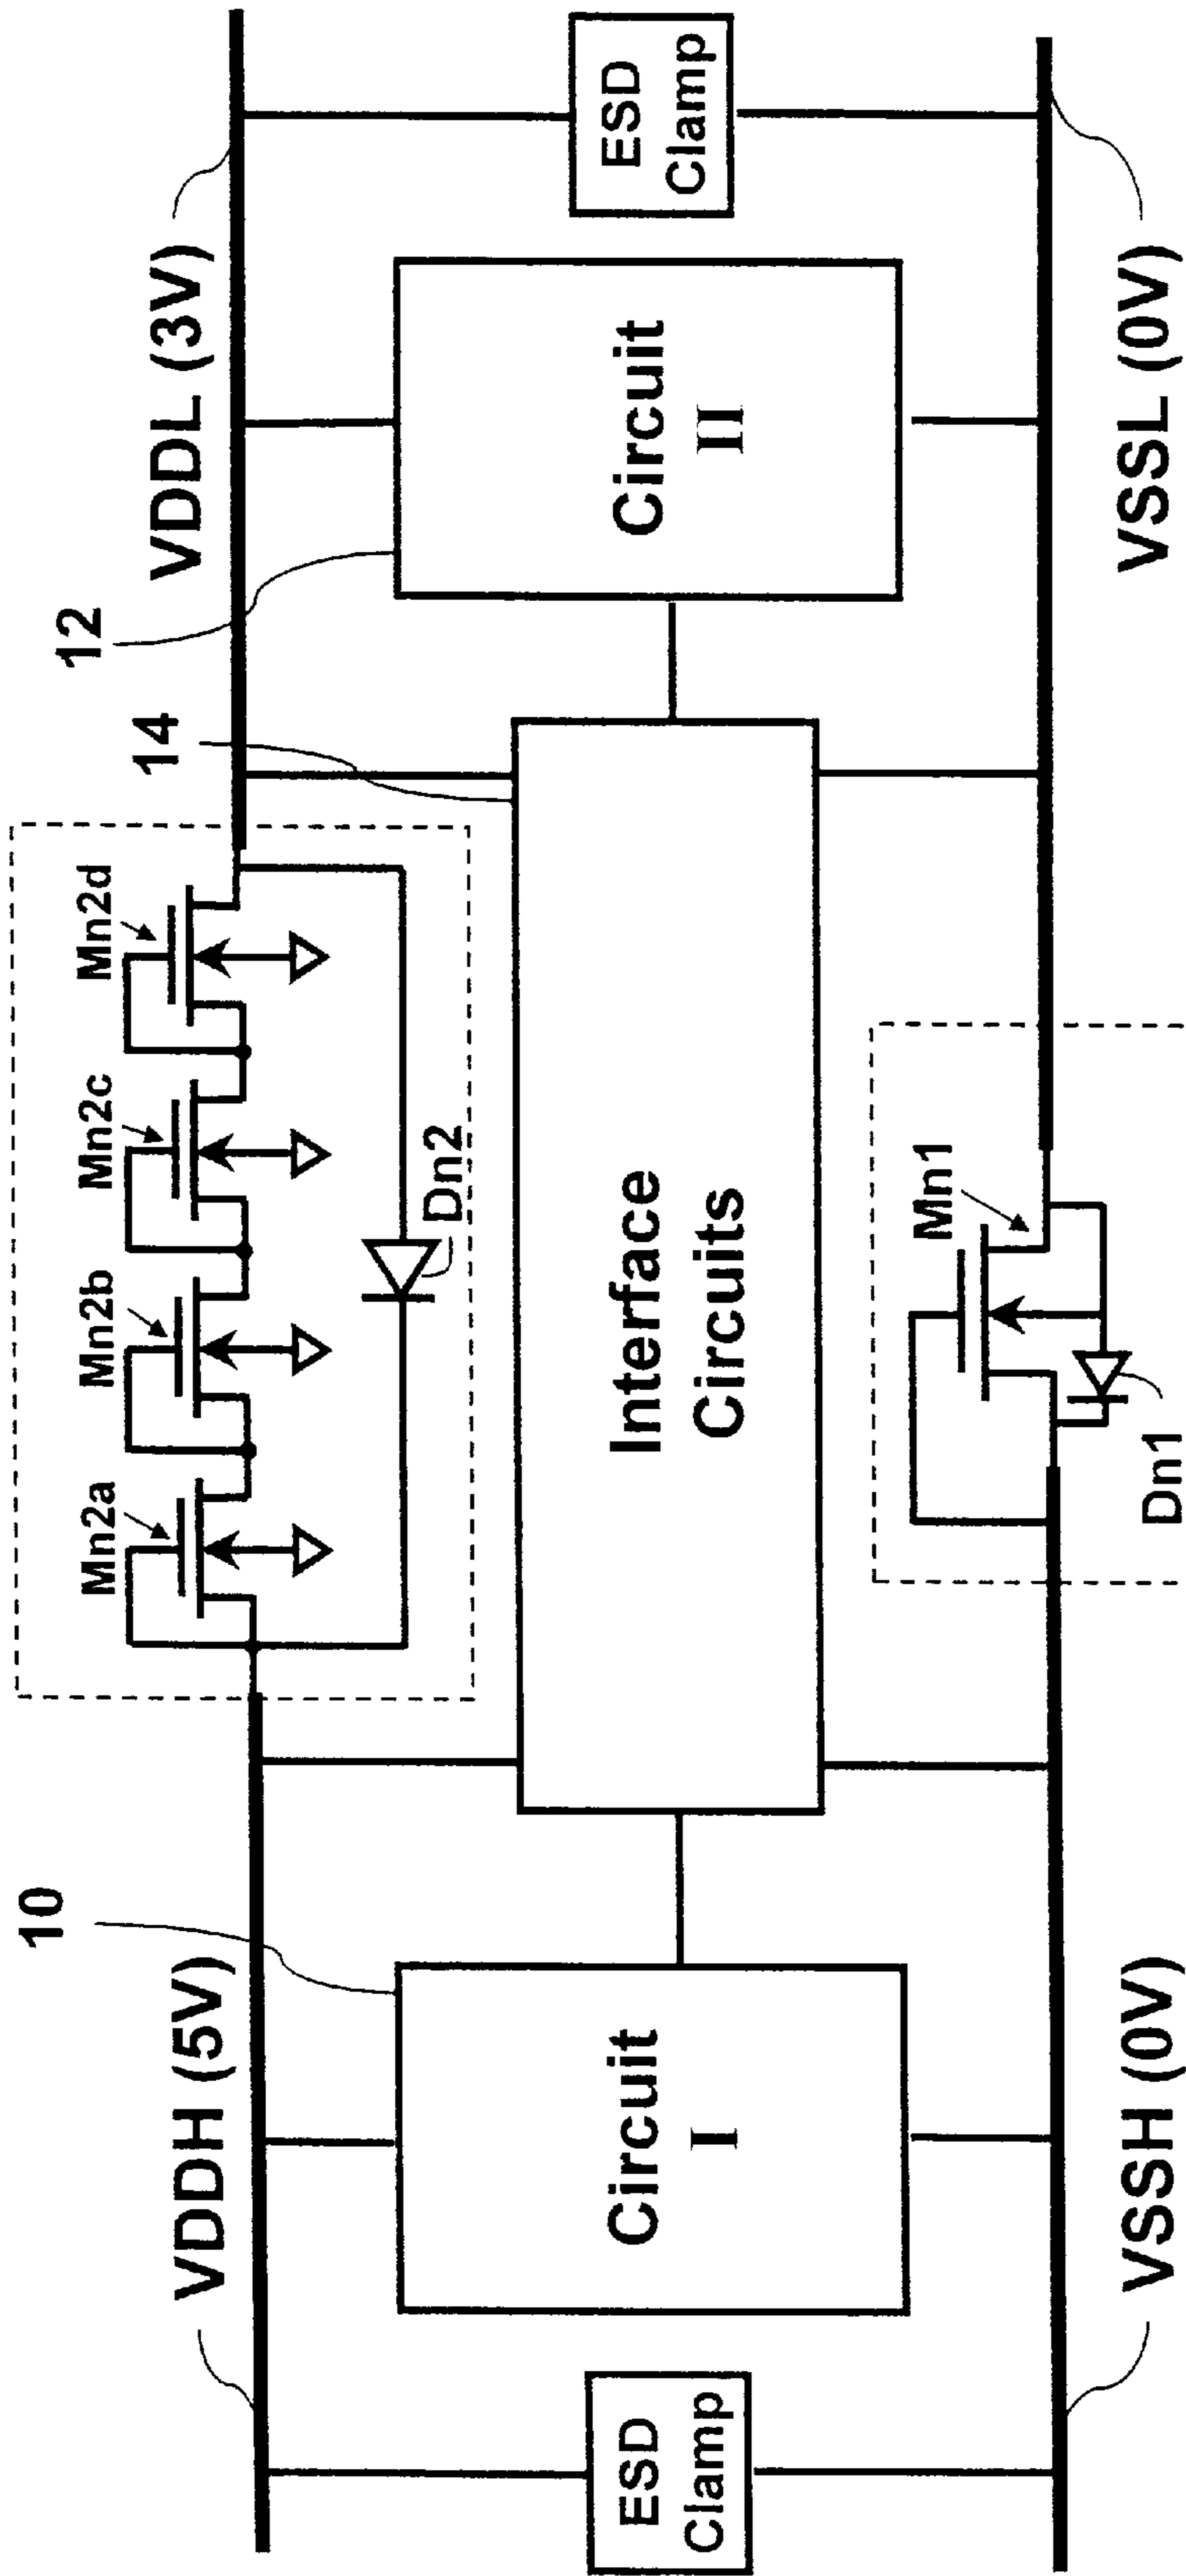 10
12
14
VDDH (5V)
VDDL (3V)
Mn2a
Mn2b
Mn2c
Mn2d
Dn2
ESD
Clamp
Circuit
I
Interface
Circuits
Circuit
II
ESD
Clamp
Mn1
Dn1
VSSH (0V)
VSSL (0V)